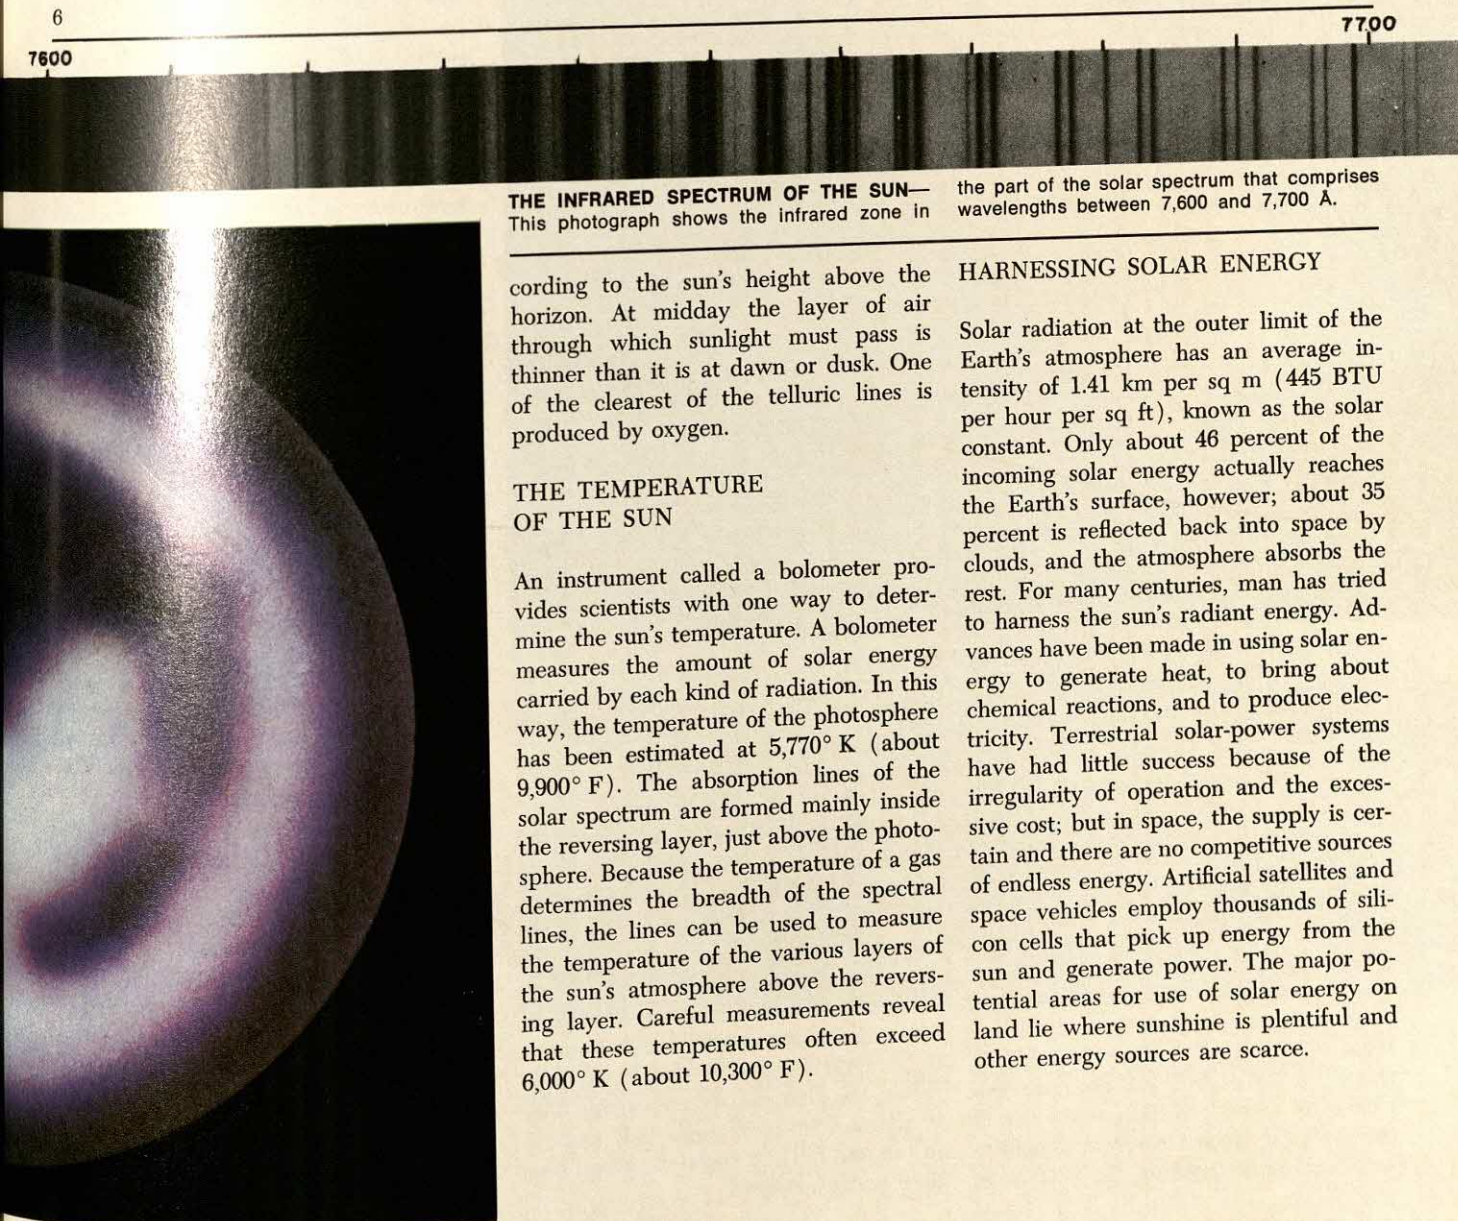 6
7600
7700
THE INFRARED SPECTRUM OF THE SUN—
This photograph shows the infrared zone in
the part of the solar spectrum that comprises
wavelengths between 7,600 and 7,700 Å.
cording to the sun's height above the
horizon. At midday the layer of air
through which sunlight must pass is
thinner than it is at dawn or dusk. One
of the clearest of the telluric lines is
produced by oxygen.
THE TEMPERATURE
OF THE SUN
An instrument called a bolometer pro-
vides scientists with one way to deter-
mine the sun's temperature. A bolometer
measures the amount of solar energy
carried by each kind of radiation. In this
way, the temperature of the photosphere
has been estimated at 5,770° K (about
9,900° F). The absorption lines of the
solar spectrum are formed mainly inside
the reversing layer, just above the photo-
sphere. Because the temperature of a gas
determines the breadth of the spectral
lines, the lines can be used to measure
the temperature of the various layers of
the sun's atmosphere above the revers-
ing layer. Careful measurements reveal
that these temperatures often exceed
6,000° K (about 10,300° F).
HARNESSING SOLAR ENERGY
Solar radiation at the outer limit of the
Earth's atmosphere has an average in-
tensity of 1.41 km per sq m (445 BTU
per hour per sq ft), known as the solar
constant. Only about 46 percent of the
incoming solar energy actually reaches
the Earth's surface, however; about 35
percent is reflected back into space by
clouds, and the atmosphere absorbs the
rest. For many centuries, man has tried
to harness the sun's radiant energy. Ad-
vances have been made in using solar en-
ergy to generate heat, to bring about
chemical reactions, and to produce elec-
tricity. Terrestrial solar-power systems
have had little success because of the
irregularity of operation and the exces-
sive cost; but in space, the supply is cer-
tain and there are no competitive sources
of endless energy. Artificial satellites and
space vehicles employ thousands of sili-
con cells that pick up energy from the
sun and generate power. The major po-
tential areas for use of solar energy on
land lie where sunshine is plentiful and
other energy sources are scarce.